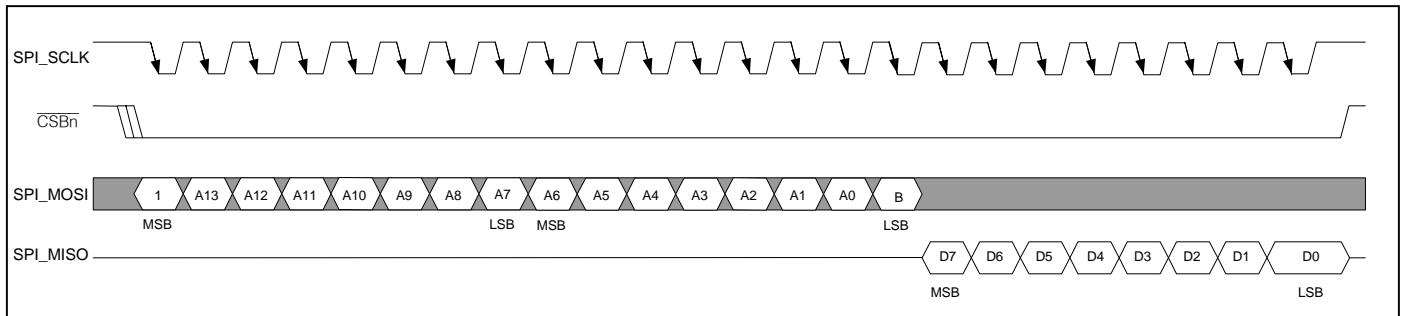 SPI_SCLK
CSBn
SPI_MOSI 1 A13 A12 A11 A10 A9 A8 A7 A6 A5 A4 A3 A2 A1 A0 B
MSB LSB MSB LSB
SPI_MISO D7 D6 D5 D4 D3 D2 D1 D0
MSB LSB